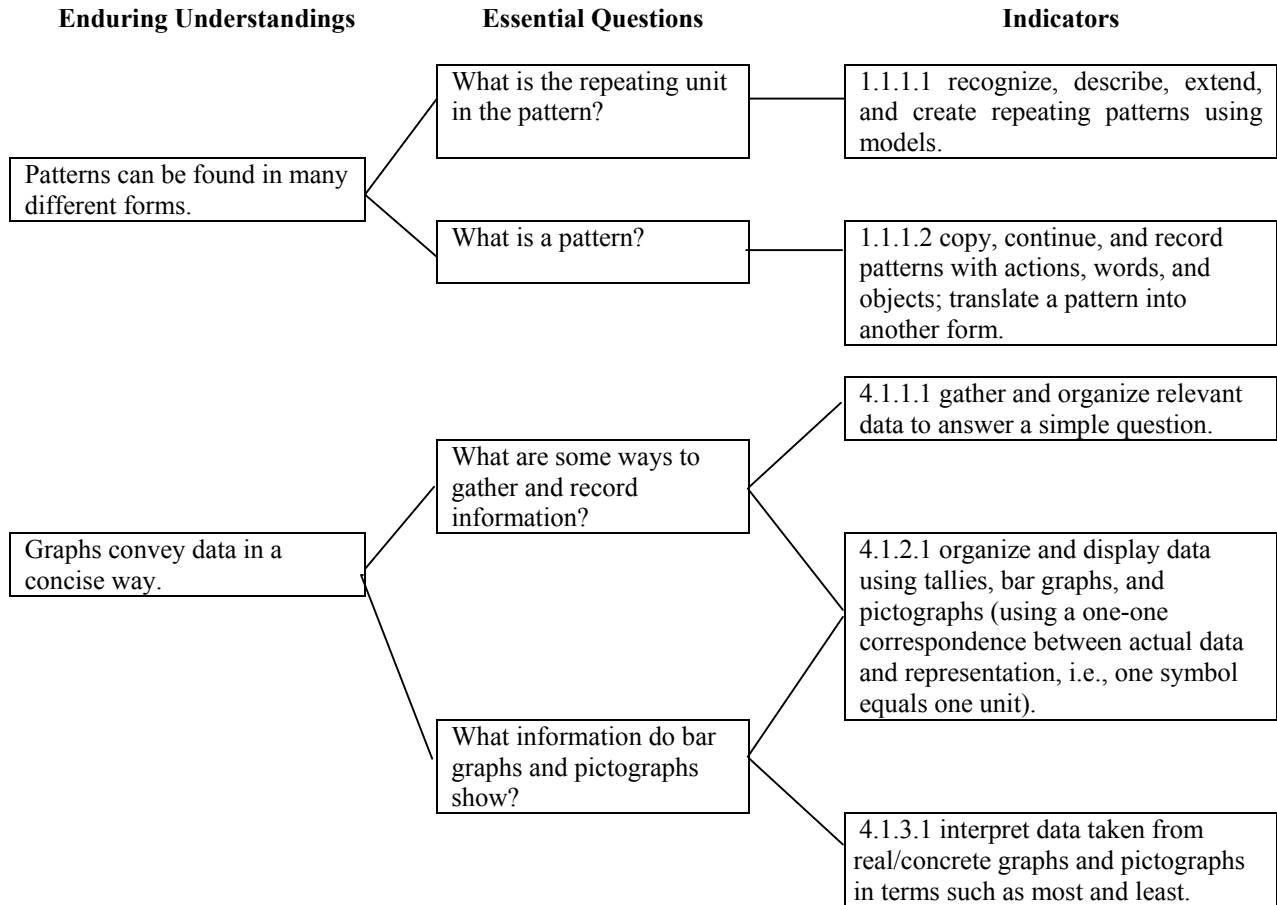 Enduring Understandings
Essential Questions
Indicators
What is the repeating unit
in the pattern?
1.1.1.1 recognize, describe, extend,
and create repeating patterns using
models.
Patterns can be found in many
different forms.
What is a pattern?
1.1.1.2 copy, continue, and record
patterns with actions, words, and
objects; translate a pattern into
another form.
4.1.1.1 gather and organize relevant
data to answer a simple question.
What are some ways to
gather and record
information?
Graphs convey data in a
concise way.
4.1.2.1 organize and display data
using tallies, bar graphs, and
pictographs (using a one-one
correspondence between actual data
and representation, i.e., one symbol
equals one unit).
What information do bar
graphs and pictographs
show?
4.1.3.1 interpret data taken from
real/concrete graphs and pictographs
in terms such as most and least.